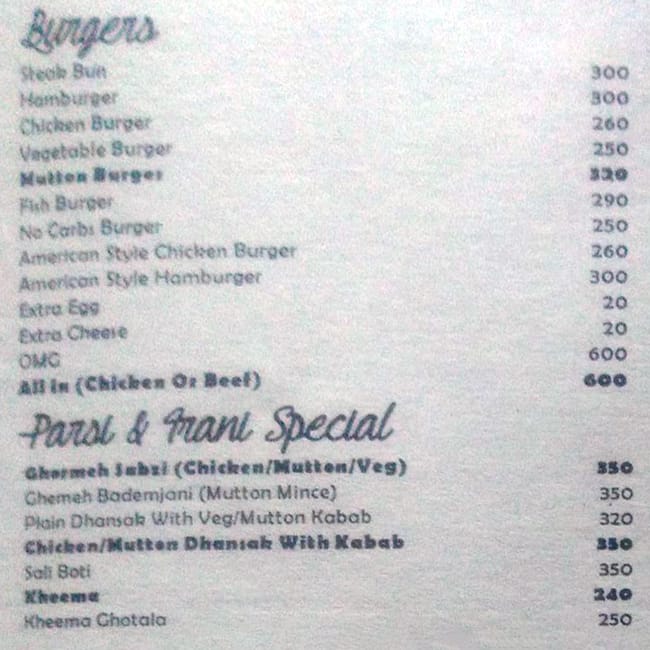 Burgers
Steak Bun 300
Hamburger 300
Chicken Burger 260
Vegetable Burger 250
Mutton Burger 320
Fish Burger 290
No Carbs Burger 250
American Style Chicken Burger 260
American Style Hamburger 300
Extra Egg 20
Extra Cheese 20
OMG 600
All in (Chicken Or Beef) 600
Parsi & Irani Special
Ghormeh Sabzi (Chicken/Mutton/Veg) 350
Ghemeh Bademjani (Mutton Mince) 350
Plain Dhansak With Veg/Mutton Kabab 320
Chicken/Mutton Dhansak With Kabab 350
Sali Boti 350
Kheema 240
Kheema Ghotala 250